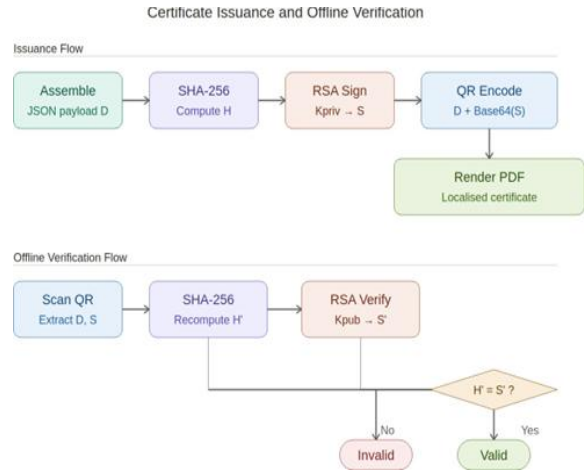 Certificate Issuance and Offline Verification
Issuance Flow
Assemble
JSON payload D
SHA-256
Compute H
RSA Sign
Kpriv → S
QR Encode
D + Base64(S)
Render PDF
Localised certificate
Offline Verification Flow
Scan QR
Extract D, S
SHA-256
Recompute H'
RSA Verify
Kpub → S'
H' = S' ?
No
Yes
Invalid
Valid